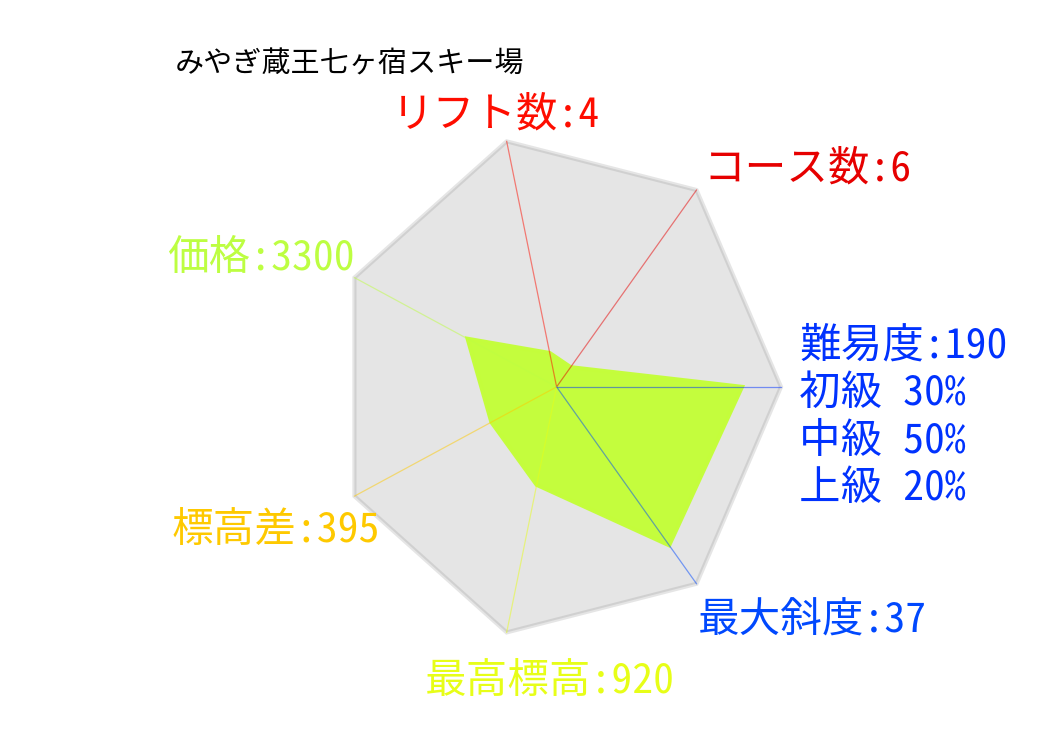 みやぎ蔵王七ヶ宿スキー場
リフト数:4
コース数:6
価格:3300
難易度:190
初級 30%
中級 50%
上級 20%
標高差:395
最大斜度:37
最高標高:920